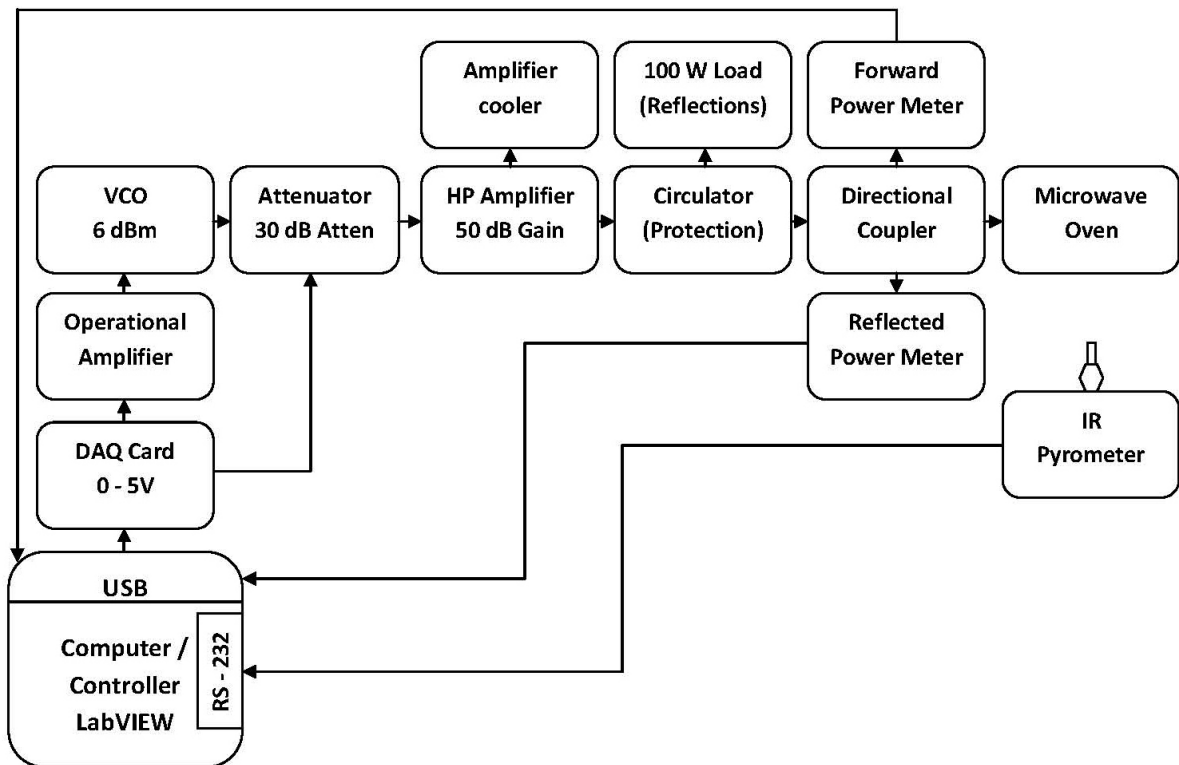 Amplifier
cooler
100 W Load
(Reflections)
Forward
Power Meter
VCO
6 dBm
Attenuator
30 dB Atten
HP Amplifier
50 dB Gain
Circulator
(Protection)
Directional
Coupler
Microwave
Oven
Operational
Amplifier
Reflected
Power Meter
DAQ Card
0 - 5V
IR
Pyrometer
USB
Computer /
Controller
LabVIEW
RS - 232